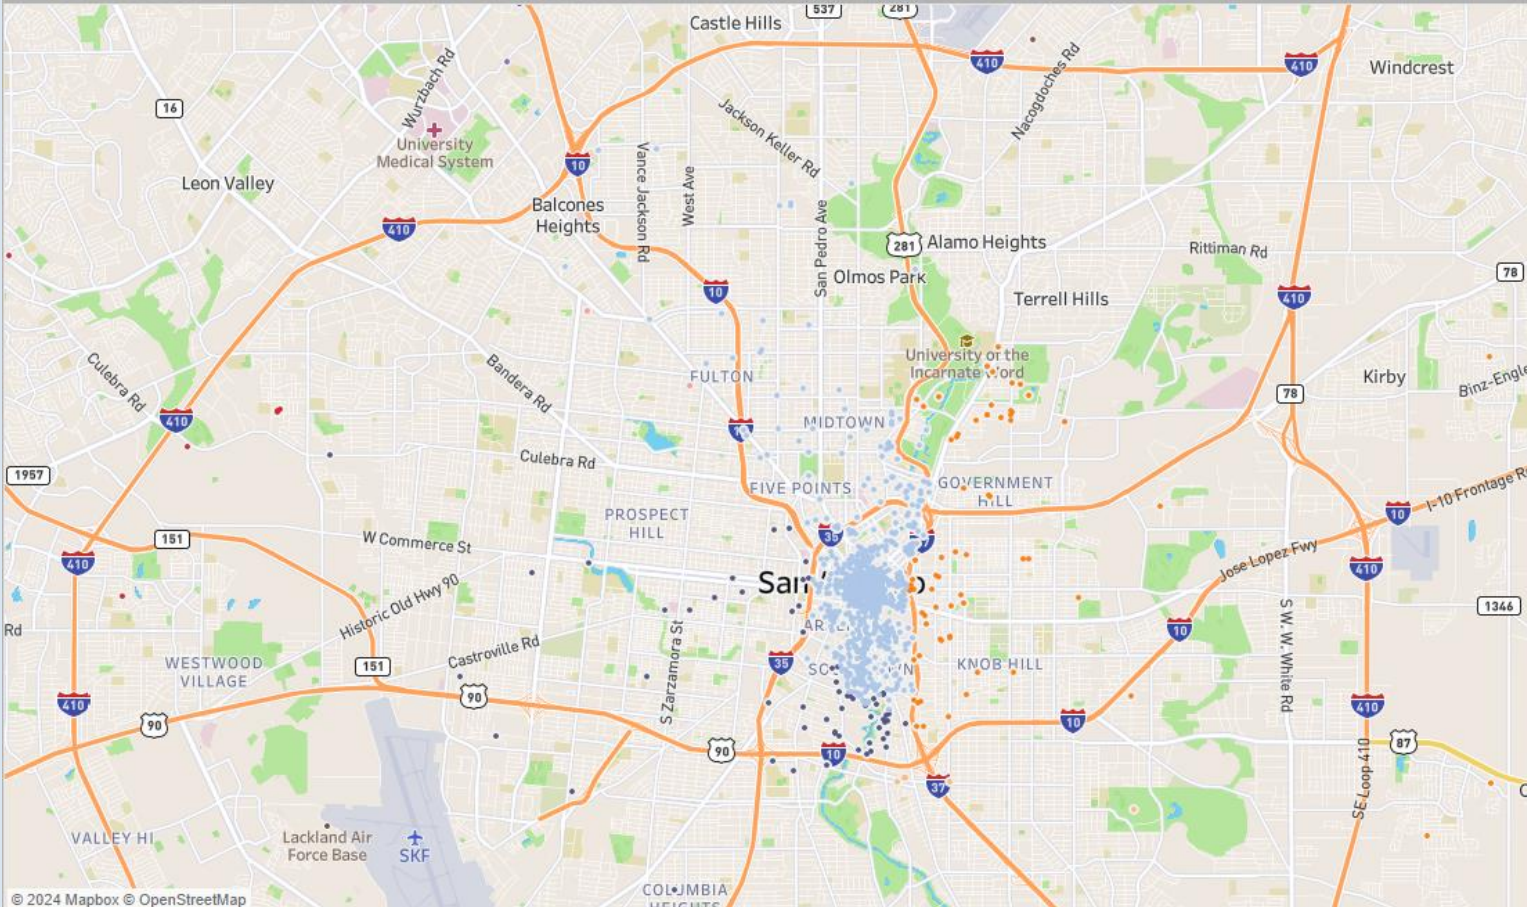 537
281
Castle Hills
410
410
Windcrest
Wurzbach Rd
Nacogdoches Rd
16
Jackson Keller Rd
University
Medical System
10
Vance Jackson Rd
West Ave
Leon Valley
Balcones
Heights
San Pedro Ave
410
281
Alamo Heights
Rittiman Rd
Olmos Park
78
10
Terrell Hills
410
Culebra Rd
Bandera Rd
University of the
Incarnate Word
FULTON
Kirby
78
Binz-Engle
410
MIDTOWN
Culebra Rd
1957
FIVE POINTS
GOVERNMENT
HILL
I-10 Frontage R
PROSPECT
HILL
10
35
151
W Commerce St
410
Jose Lopez Fwy
410
San
Historic Old Hwy 90
S W.W. White Rd
1346
Rd
10
S Zarzamora St
Castroville Rd
WESTWOOD
VILLAGE
151
35
KNOB HILL
90
410
410
90
10
90
10
87
SE Loop 410
37
VALLEY HI
Lackland Air
Force Base
SKF
COLUMBIA
HEIGHTS
© 2024 Mapbox © OpenStreetMap